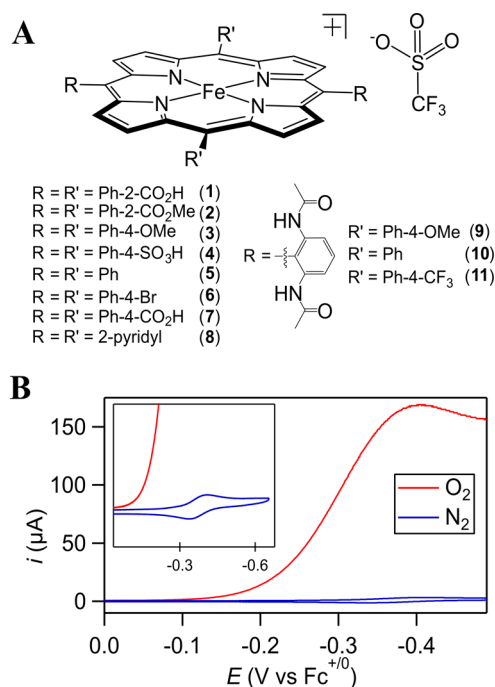 A
R'
+
O
⁻O
O
S
CF₃
N
N
R
Fe
R
N
N
R'
R = R' = Ph-2-CO₂H (1)
R = R' = Ph-2-CO₂Me (2)
R = R' = Ph-4-OMe (3)
R = R' = Ph-4-SO₃H (4)
R = R' = Ph (5)
R = R' = Ph-4-Br (6)
R = R' = Ph-4-CO₂H (7)
R = R' = 2-pyridyl (8)
O
HN
R =
HN
O
R' = Ph-4-OMe (9)
R' = Ph (10)
R' = Ph-4-CF₃ (11)
B
150
100
50
0
i (μA)
-0.3 -0.6
O₂
N₂
0.0 -0.1 -0.2 -0.3 -0.4
E (V vs Fc⁺/⁰)